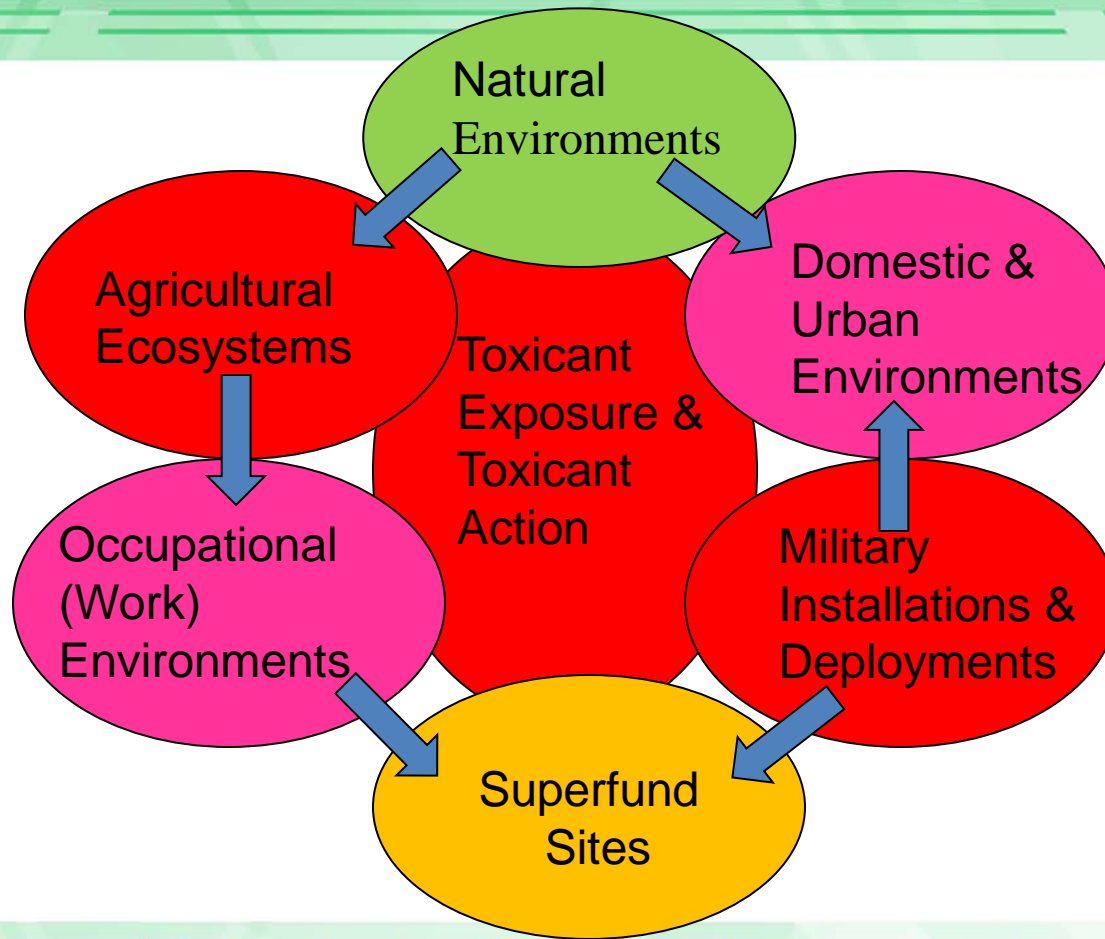 Natural
Environments
Agricultural
Ecosystems
Domestic &
Urban
Environments
Toxicant
Exposure &
Toxicant
Action
Occupational
(Work)
Environments
Military
Installations &
Deployments
Superfund
Sites